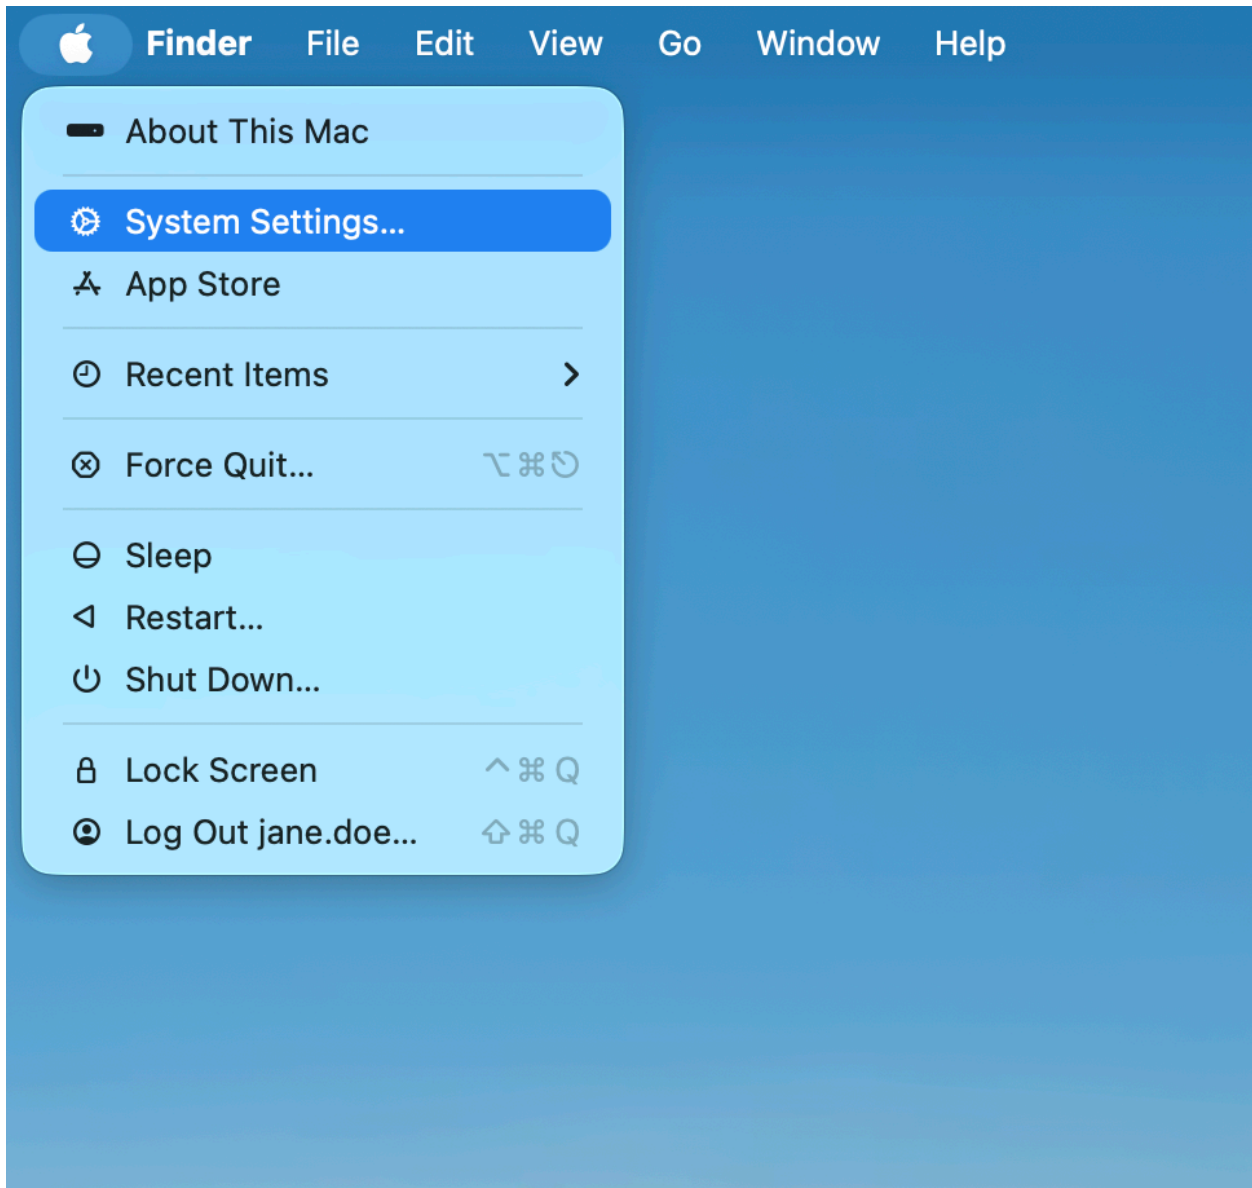 Finder File Edit View Go Window Help
About This Mac
System Settings...
App Store
Recent Items
Force Quit... ⌥⌘⎋
Sleep
Restart...
Shut Down...
Lock Screen ^⌘Q
Log Out jane.doe... ⇧⌘Q